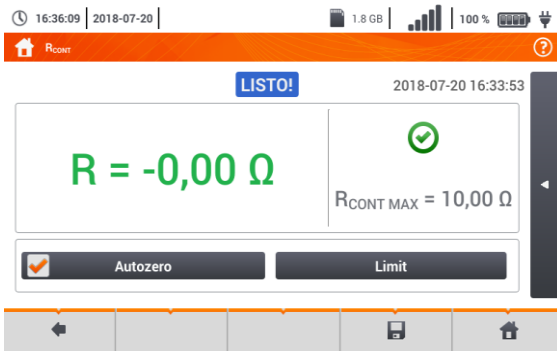 16:36:09 2018-07-20 1.8 GB 100 %
RCONT
?
LISTO! 2018-07-20 16:33:53
R = -0,00 Ω
RCONT MAX = 10,00 Ω
Autozero Limit